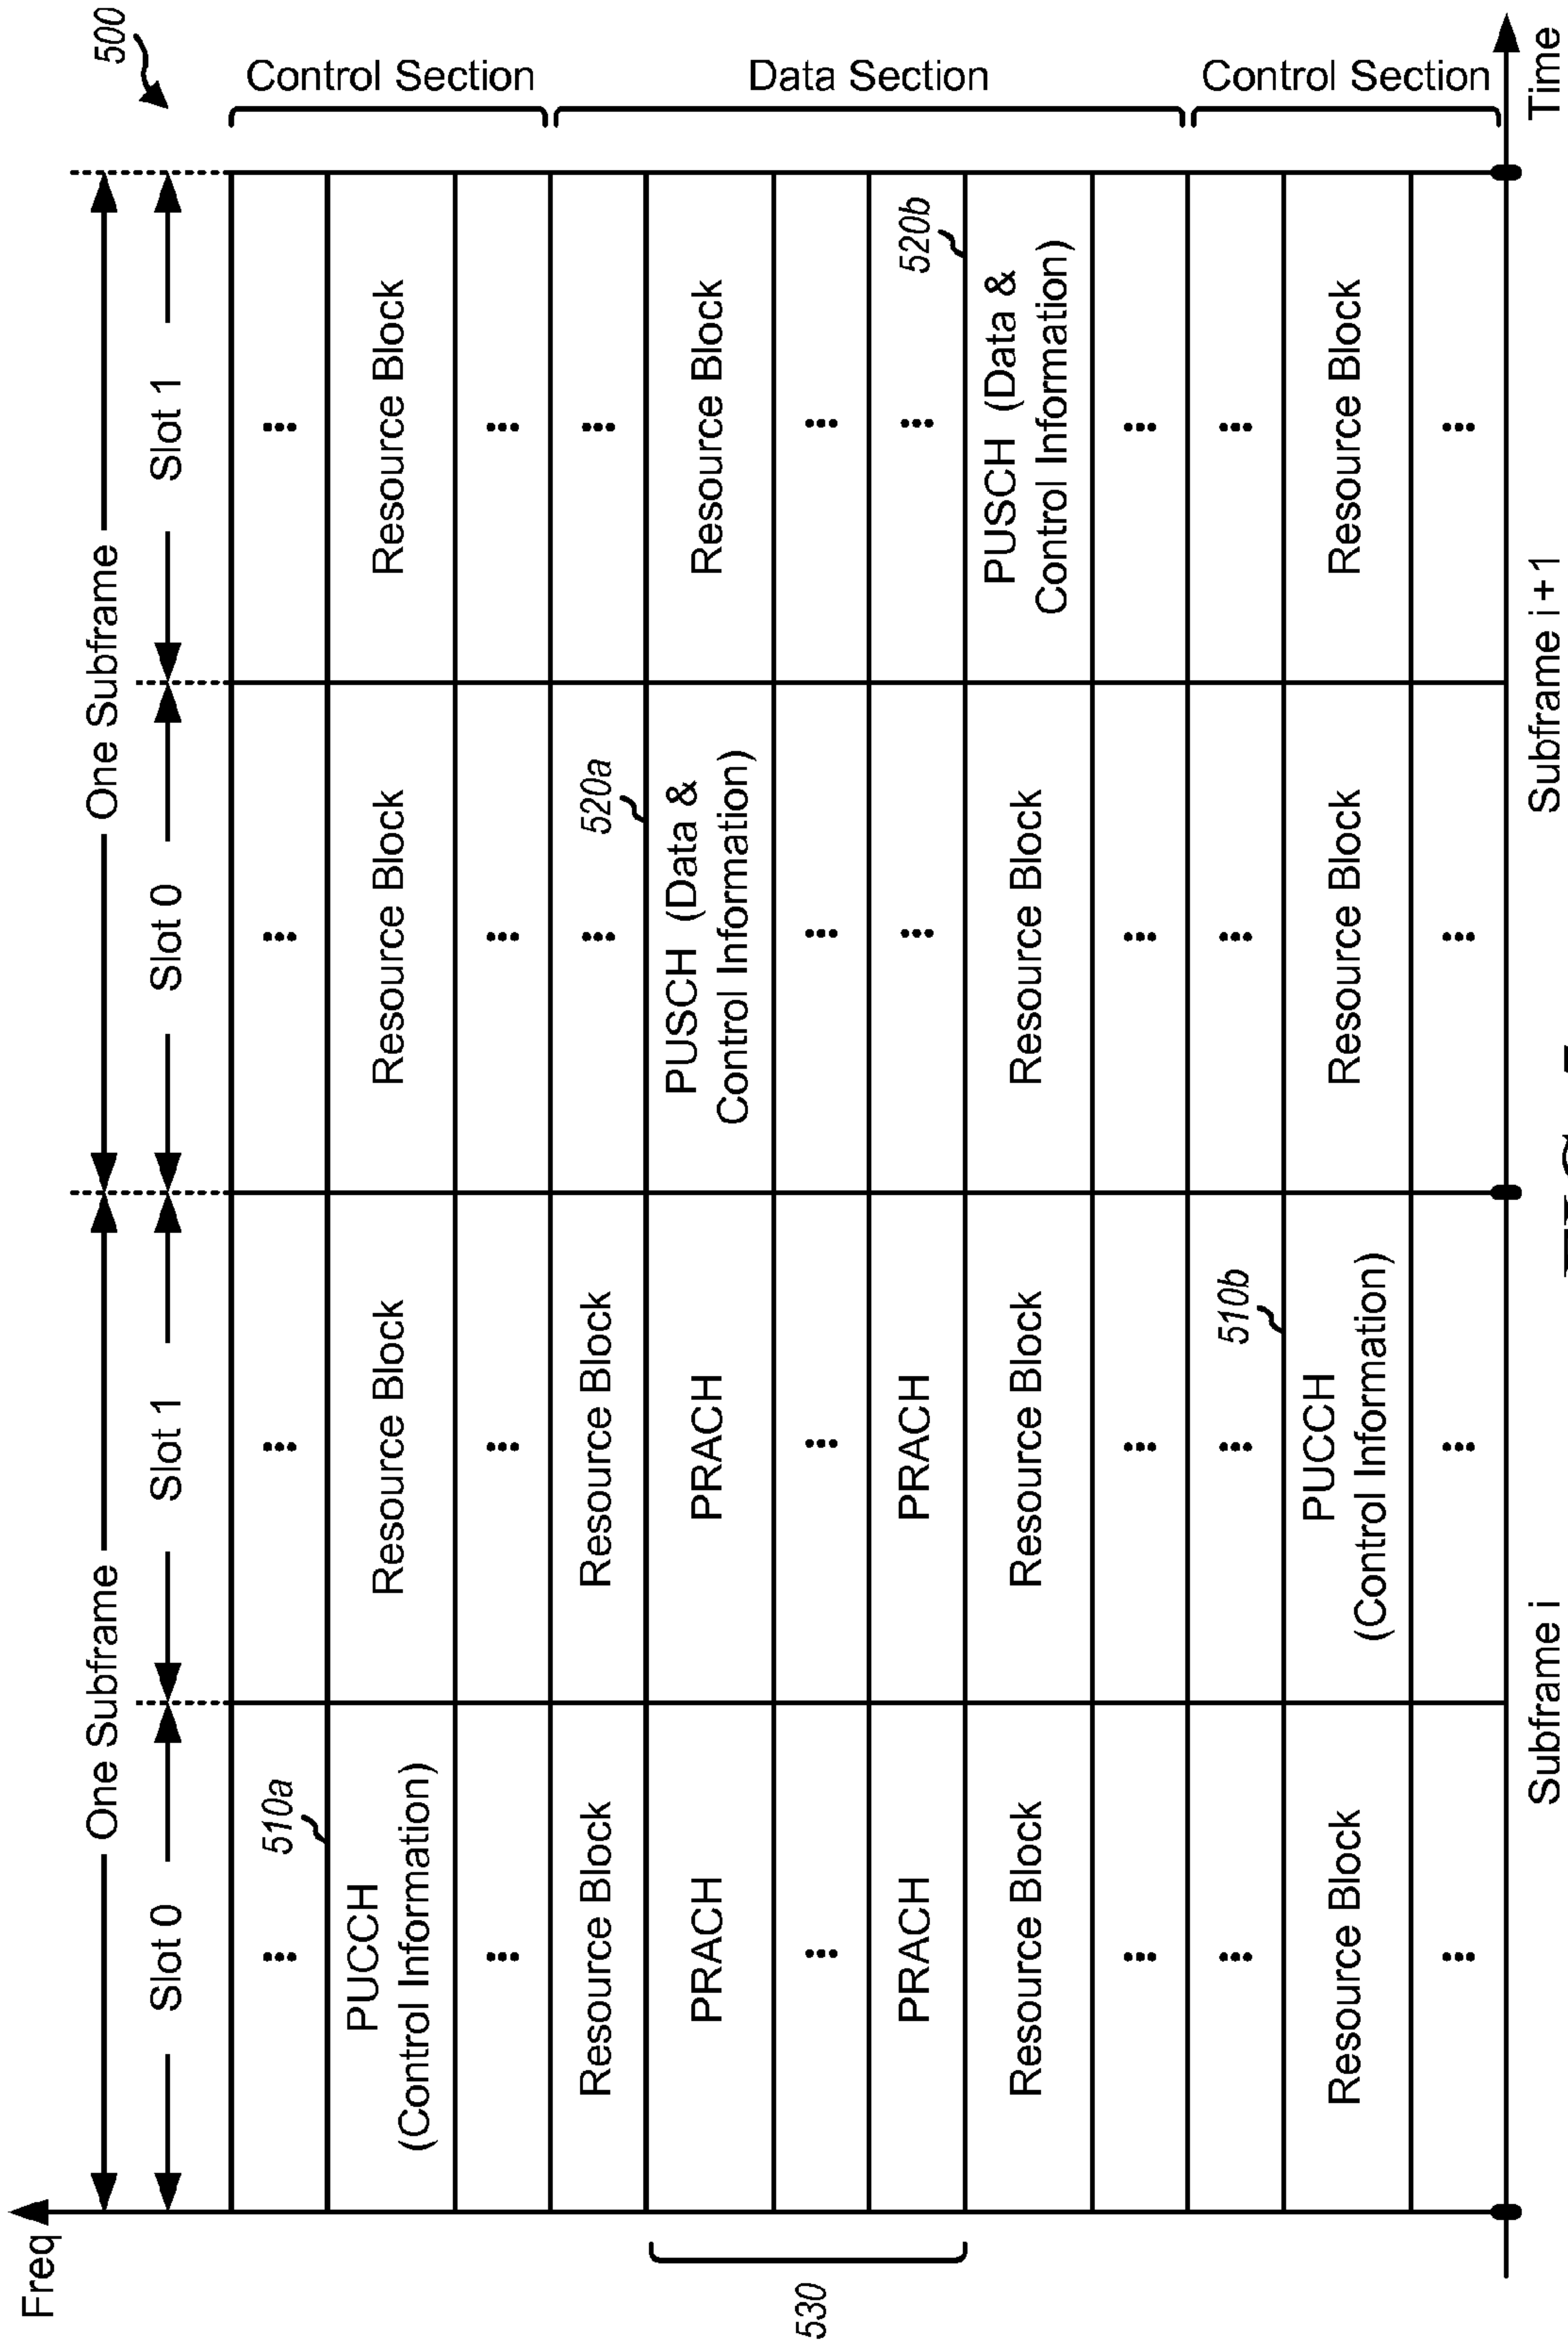 500
Freq
One Subframe One Subframe
Slot 0 Slot 1 Slot 0 Slot 1
... ... ... ...
510a
PUCCH
(Control Information)
Resource Block Resource Block Resource Block
Control Section
... ... ... ...
Resource Block Resource Block ... ...
520a
PRACH PRACH
PUSCH (Data &
Control Information)
Resource Block
530
... ... ... ...
Data Section
PRACH PRACH ... ...
520b
Resource Block Resource Block Resource Block
PUSCH (Data &
Control Information)
... ... ... ...
... ... ... ...
510b
Resource Block
PUCCH
(Control Information)
Resource Block Resource Block
Control Section
... ... ... ...
Subframe i Subframe i + 1 Time